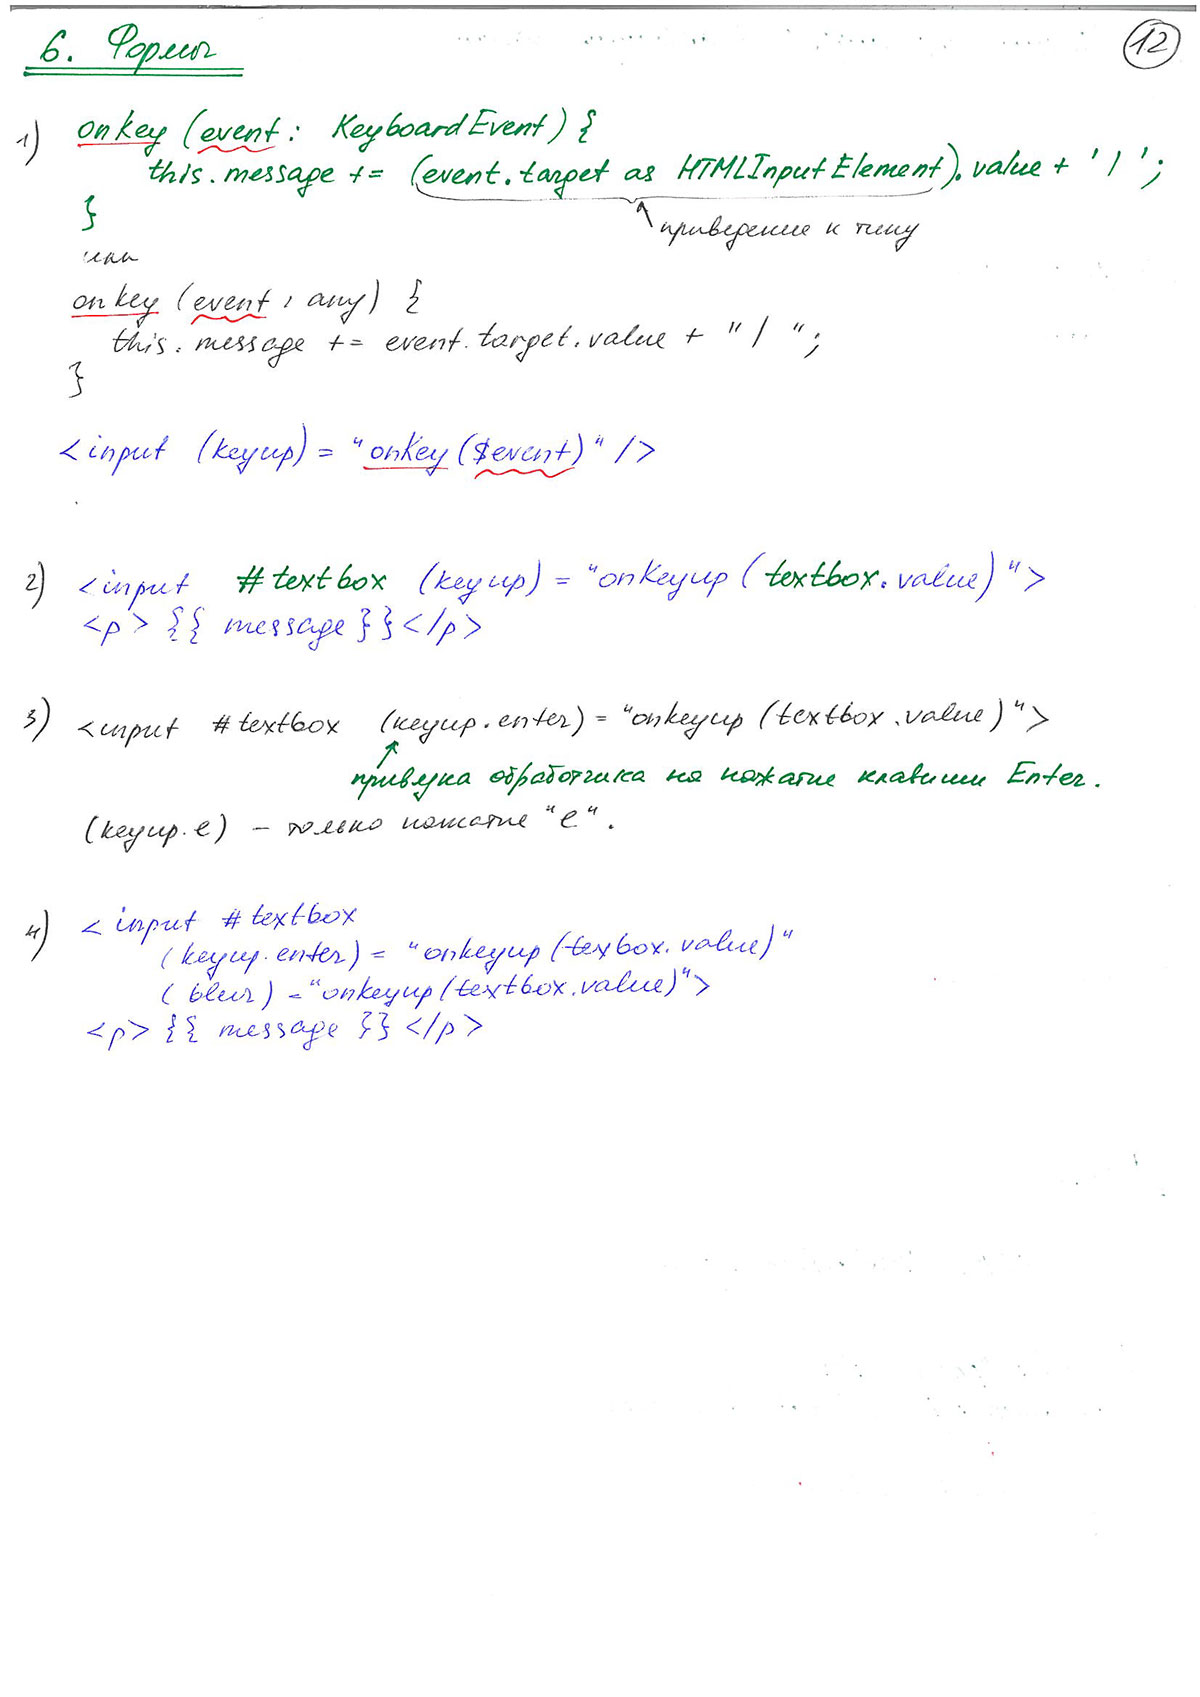 6. Формы
12
1) onkey (event: KeyboardEvent) {
this.message += (event.target as HTMLInputElement).value + ' / ';
}
приведение к типу
или
onkey (event: any) {
this.message += event.target.value + " / ";
}
<input (keyup) = "onKey($event)" />
2) <input #textbox (keyup) = "onKeyup (textbox.value)">
<p> {{ message }} </p>
3) <input #textbox (keyup.enter) = "onkeyup (textbox.value)">
привязка обработчика на нажатие клавиши Enter.
(keyup.e) – только нажатие "e".
4) < input #textbox
(keyup.enter) = "onkeyup (texbox.value)"
(blur) = "onkeyup(textbox.value)">
<p> {{ message }} </p>